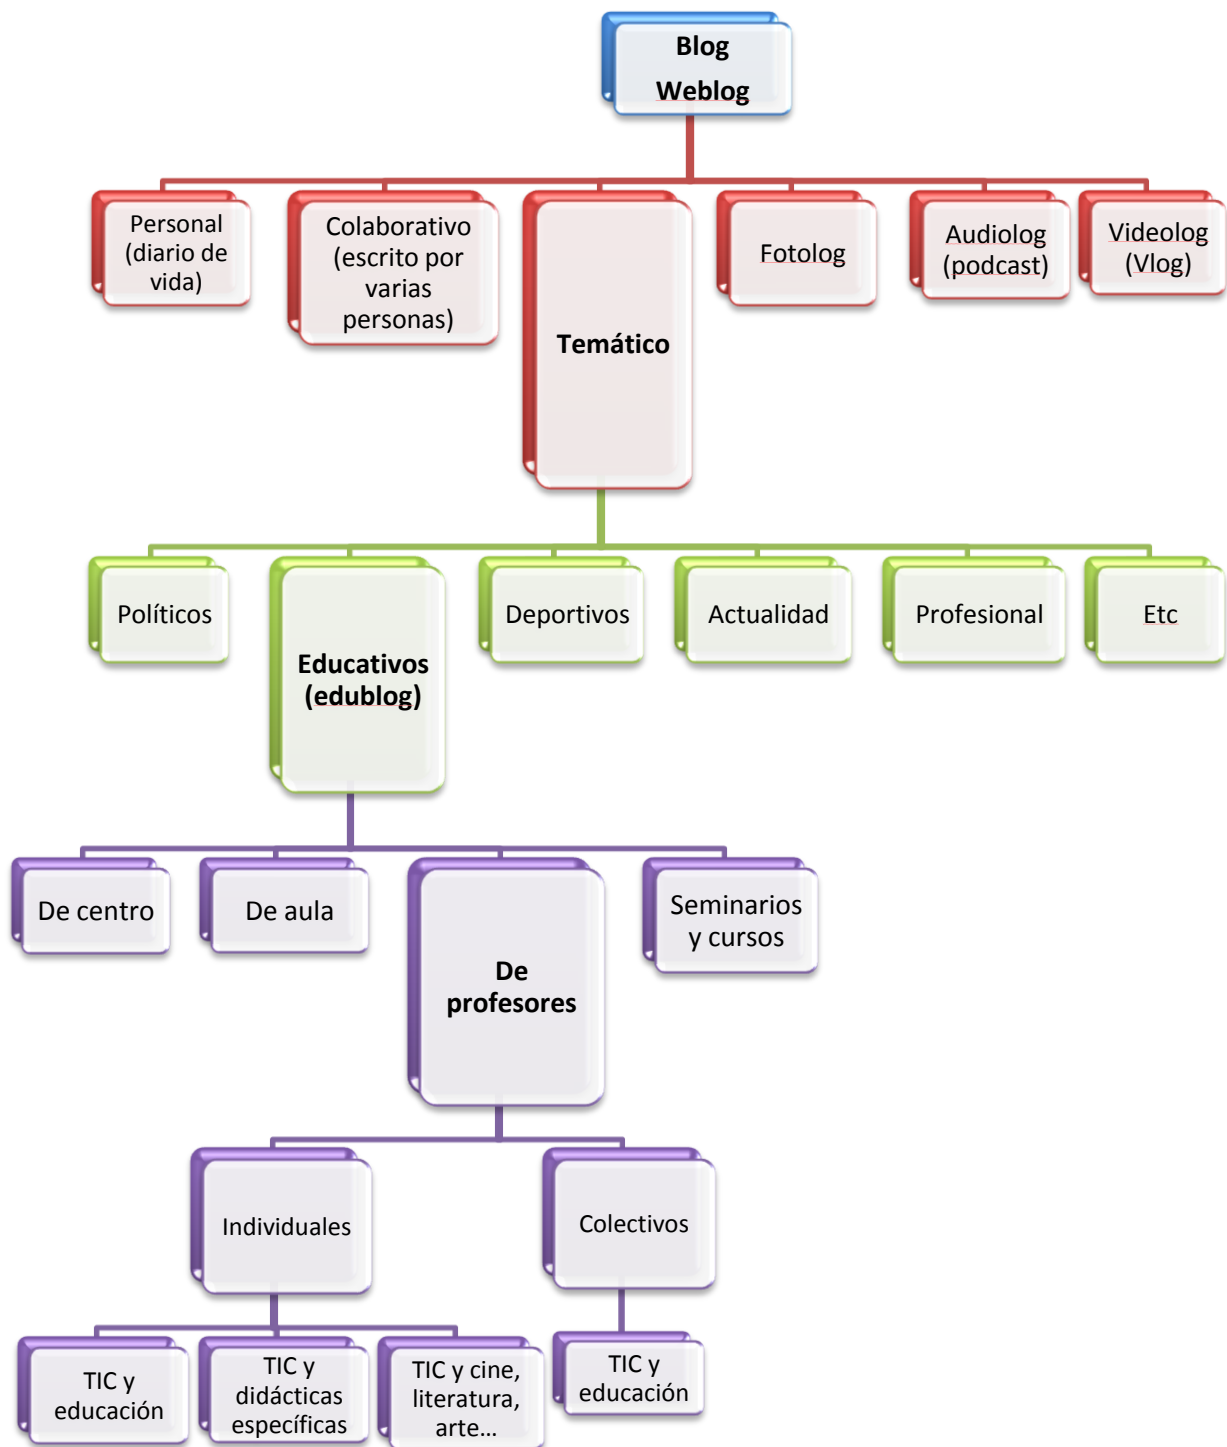 Blog
Weblog
Personal
(diario de
vida)
Colaborativo
(escrito por
varias
personas)
Temático
Fotolog
Audiolog
(podcast)
Videolog
(Vlog)
Políticos
Educativos
(edublog)
Deportivos
Actualidad
Profesional
Etc
De centro
De aula
De
profesores
Seminarios
y cursos
Individuales
Colectivos
TIC y
educación
TIC y
didácticas
específicas
TIC y cine,
literatura,
arte...
TIC y
educación